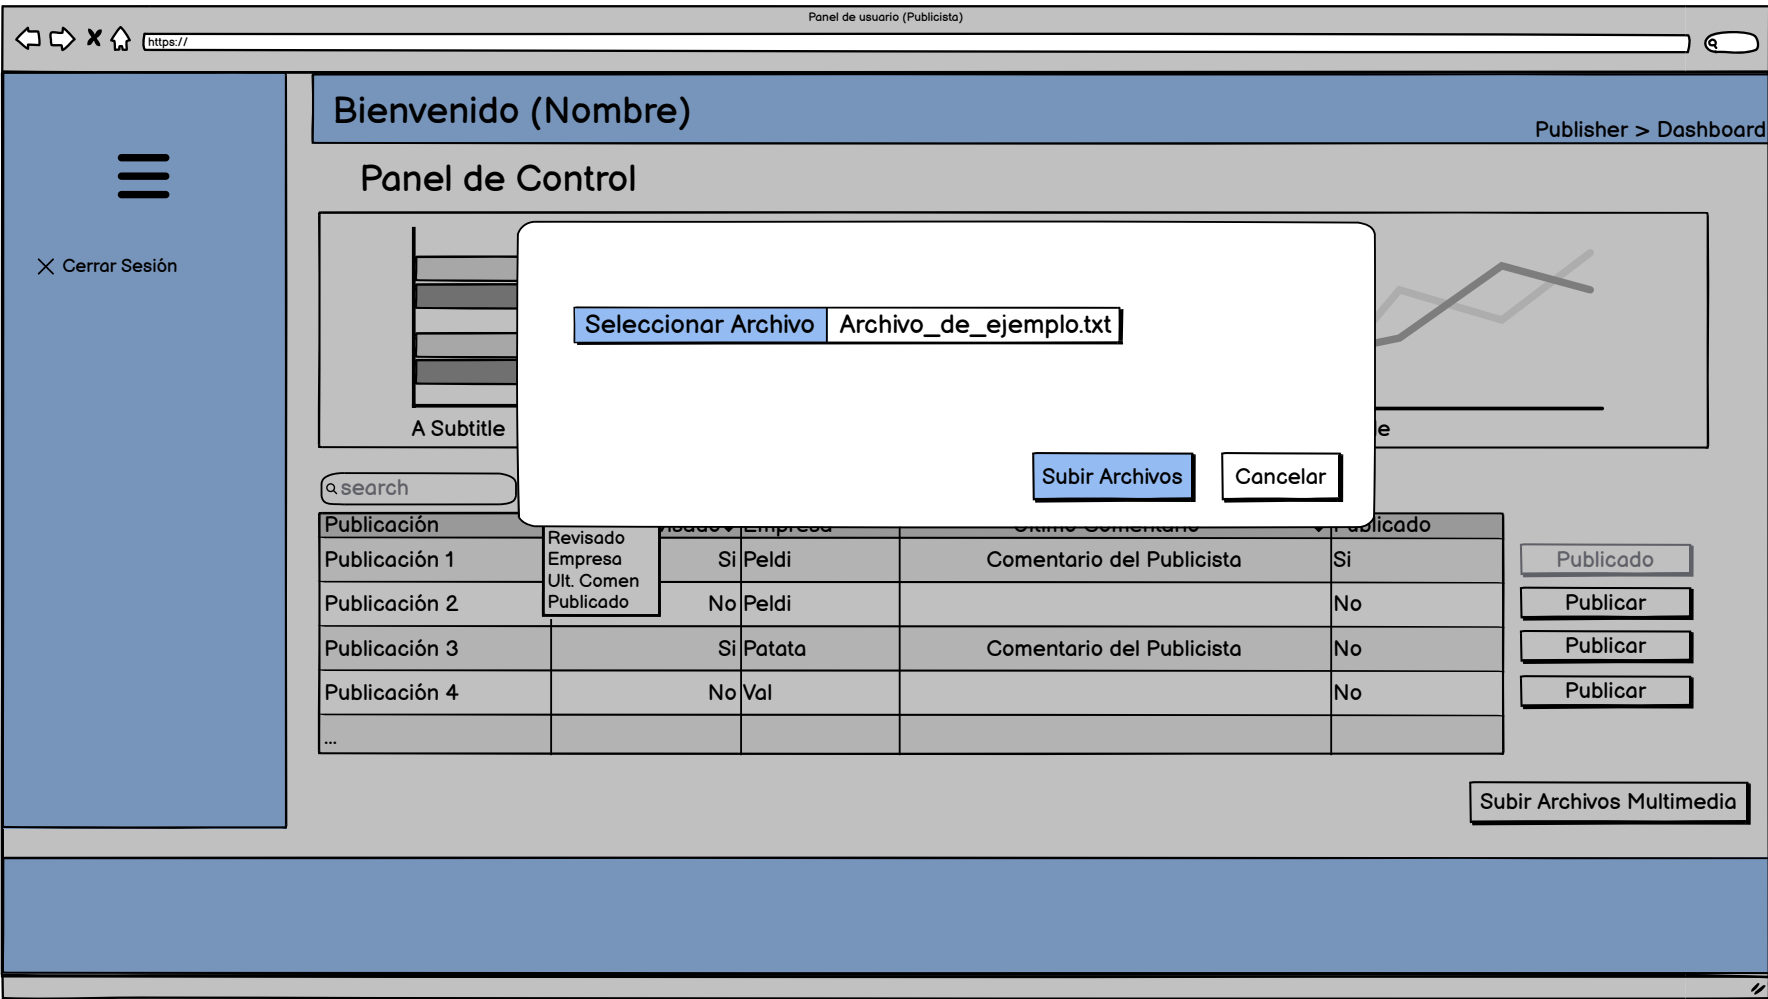 Panel de usuario (Publicista)
https://
Bienvenido (Nombre)
Publisher > Dashboard
Panel de Control
Cerrar Sesión
Seleccionar Archivo Archivo_de_ejemplo.txt
A Subtitle
Subir Archivos Cancelar
search
Publicación Empresa Último Comentario
Revisado
Empresa
Ult. Comen
Publicado
Publicación 1 Si Peldi Comentario del Publicista Si Publicado
Publicación 2 No Peldi No Publicar
Publicación 3 Si Patata Comentario del Publicista No Publicar
Publicación 4 No Val No Publicar
...
Subir Archivos Multimedia